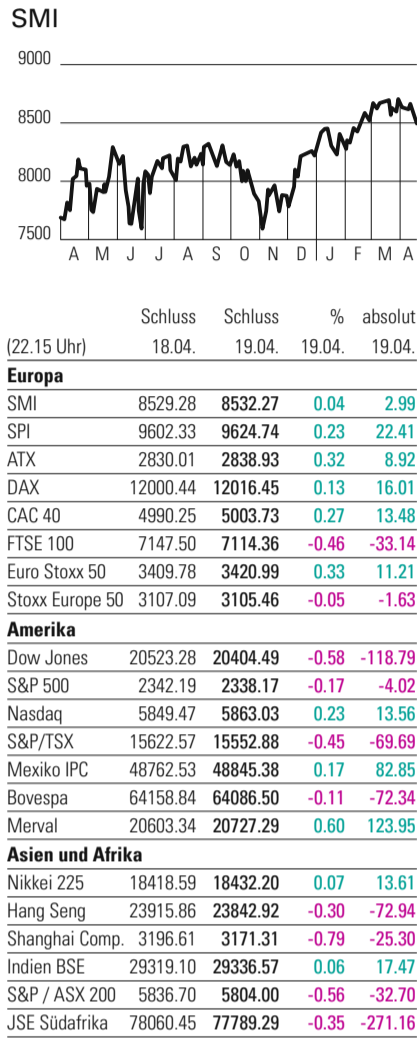 SMI
9000
8500
8000
7500
A M J J A S O N D J F M A
Schluss Schluss % absolut
(22.15 Uhr) 18.04. 19.04. 19.04. 19.04.
Europa
SMI 8529.28 8532.27 0.04 2.99
SPI 9602.33 9624.74 0.23 22.41
ATX 2830.01 2838.93 0.32 8.92
DAX 12000.44 12016.45 0.13 16.01
CAC 40 4990.25 5003.73 0.27 13.48
FTSE 100 7147.50 7114.36 -0.46 -33.14
Euro Stoxx 50 3409.78 3420.99 0.33 11.21
Stoxx Europe 50 3107.09 3105.46 -0.05 -1.63
Amerika
Dow Jones 20523.28 20404.49 -0.58 -118.79
S&P 500 2342.19 2338.17 -0.17 -4.02
Nasdaq 5849.47 5863.03 0.23 13.56
S&P/TSX 15622.57 15552.88 -0.45 -69.69
Mexiko IPC 48762.53 48845.38 0.17 82.85
Bovespa 64158.84 64086.50 -0.11 -72.34
Merval 20603.34 20727.29 0.60 123.95
Asien und Afrika
Nikkei 225 18418.59 18432.20 0.07 13.61
Hang Seng 23915.86 23842.92 -0.30 -72.94
Shanghai Comp. 3196.61 3171.31 -0.79 -25.30
Indien BSE 29319.10 29336.57 0.06 17.47
S&P / ASX 200 5836.70 5804.00 -0.56 -32.70
JSE Südafrika 78060.45 77789.29 -0.35 -271.16